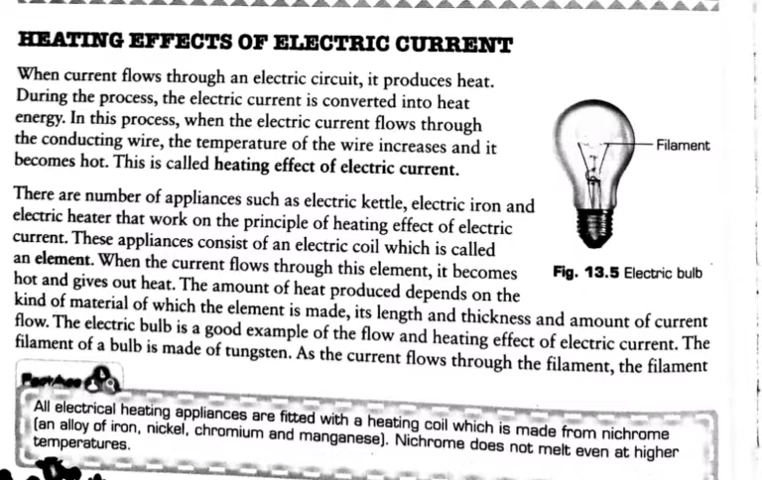 HEATING EFFECTS OF ELECTRIC CURRENT
When current flows through an electric circuit, it produces heat.
During the process, the electric current is converted into heat
energy. In this process, when the electric current flows through
the conducting wire, the temperature of the wire increases and it
becomes hot. This is called heating effect of electric current.
Filament
Fig. 13.5 Electric bulb
There are number of appliances such as electric kettle, electric iron and
electric heater that work on the principle of heating effect of electric
current. These appliances consist of an electric coil which is called
an element. When the current flows through this element, it becomes
hot and gives out heat. The amount of heat produced depends on the
kind of material of which the element is made, its length and thickness and amount of current
flow. The electric bulb is a good example of the flow and heating effect of electric current. The
filament of a bulb is made of tungsten. As the current flows through the filament, the filament
All electrical heating appliances are fitted with a heating coil which is made from nichrome
(an alloy of iron, nickel, chromium and manganese). Nichrome does not melt even at higher
temperatures.